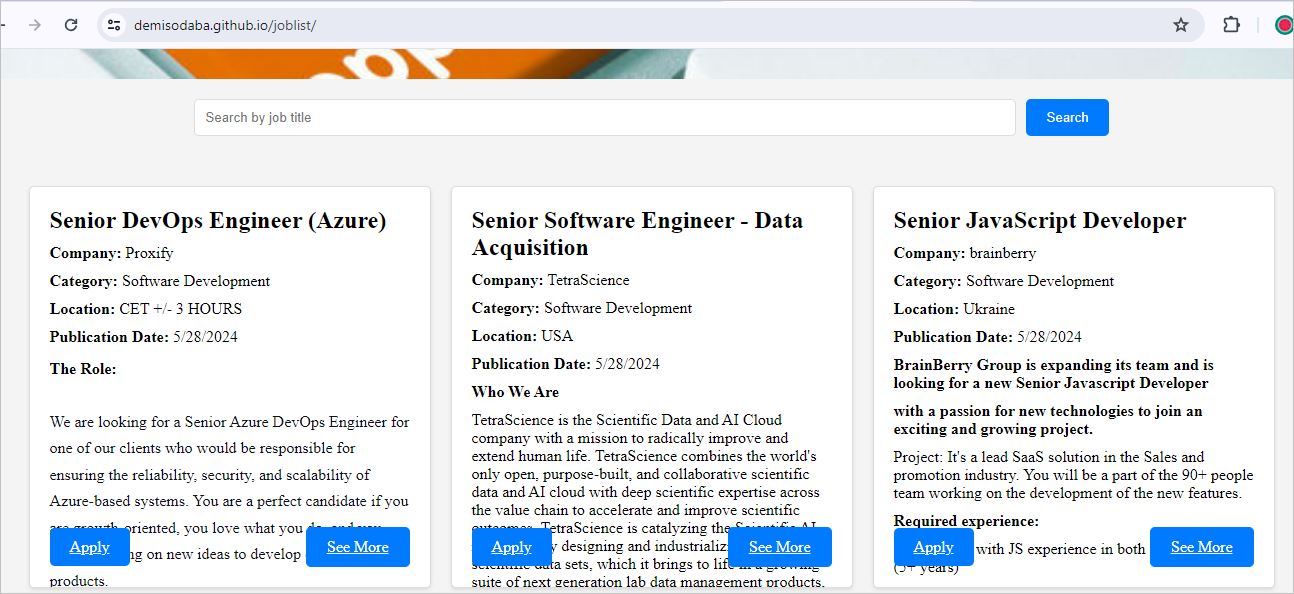 demisodaba.github.io/joblist/
app
Search by job title
Search
Senior DevOps Engineer (Azure)
Company: Proxify
Category: Software Development
Location: CET +/- 3 HOURS
Publication Date: 5/28/2024
The Role:
We are looking for a Senior Azure DevOps Engineer for
one of our clients who would be responsible for
ensuring the reliability, security, and scalability of
Azure-based systems. You are a perfect candidate if you
are growth-oriented, you love what you do, and you
on new ideas to develop
products.
Apply
See More
Senior Software Engineer - Data
Acquisition
Company: TetraScience
Category: Software Development
Location: USA
Publication Date: 5/28/2024
Who We Are
TetraScience is the Scientific Data and AI Cloud
company with a mission to radically improve and
extend human life. TetraScience combines the world's
only open, purpose-built, and collaborative scientific
data and AI cloud with deep scientific expertise across
the value chain to accelerate and improve scientific
outcomes. TetraScience is catalyzing the Scientific AI
designing and industrializing
scientific data sets, which it brings to life in a growing
suite of next generation lab data management products,
Apply
See More
Senior JavaScript Developer
Company: brainberry
Category: Software Development
Location: Ukraine
Publication Date: 5/28/2024
BrainBerry Group is expanding its team and is
looking for a new Senior Javascript Developer
with a passion for new technologies to join an
exciting and growing project.
Project: It's a lead SaaS solution in the Sales and
promotion industry. You will be a part of the 90+ people
team working on the development of the new features.
Required experience:
with JS experience in both
(5+ years)
Apply
See More